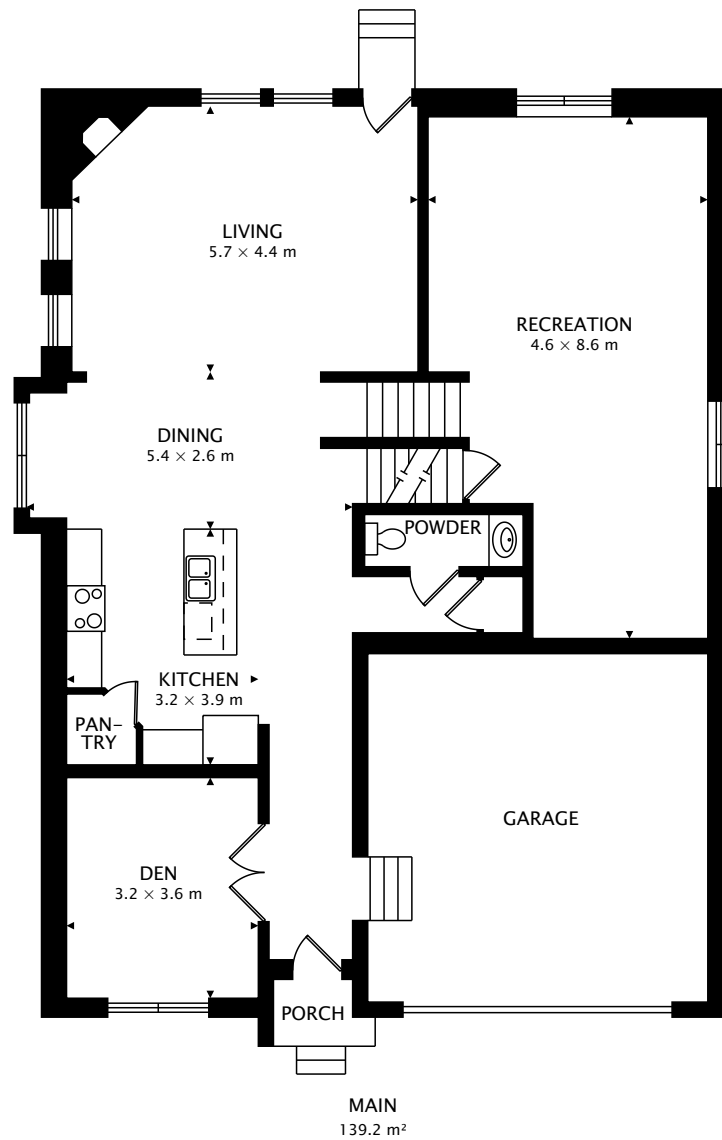 LIVING
5.7 × 4.4 m
RECREATION
4.6 × 8.6 m
DINING
5.4 × 2.6 m
POWDER
KITCHEN
3.2 × 3.9 m
PAN-
TRY
GARAGE
DEN
3.2 × 3.6 m
PORCH
MAIN
139.2 m²